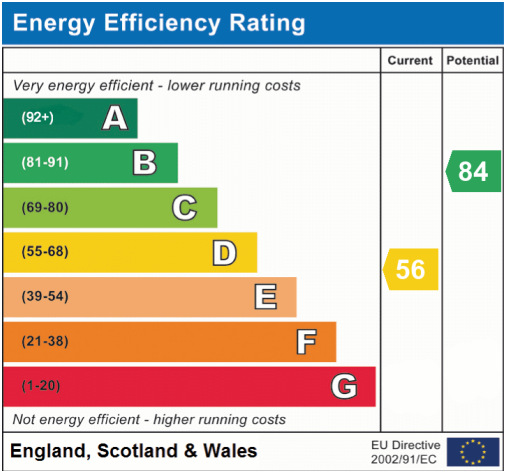 Energy Efficiency Rating
Current Potential
Very energy efficient - lower running costs
(92+) A
(81-91) B
84
(69-80) C
(55-68) D
56
(39-54) E
(21-38) F
(1-20) G
Not energy efficient - higher running costs
England, Scotland & Wales
EU Directive
2002/91/EC